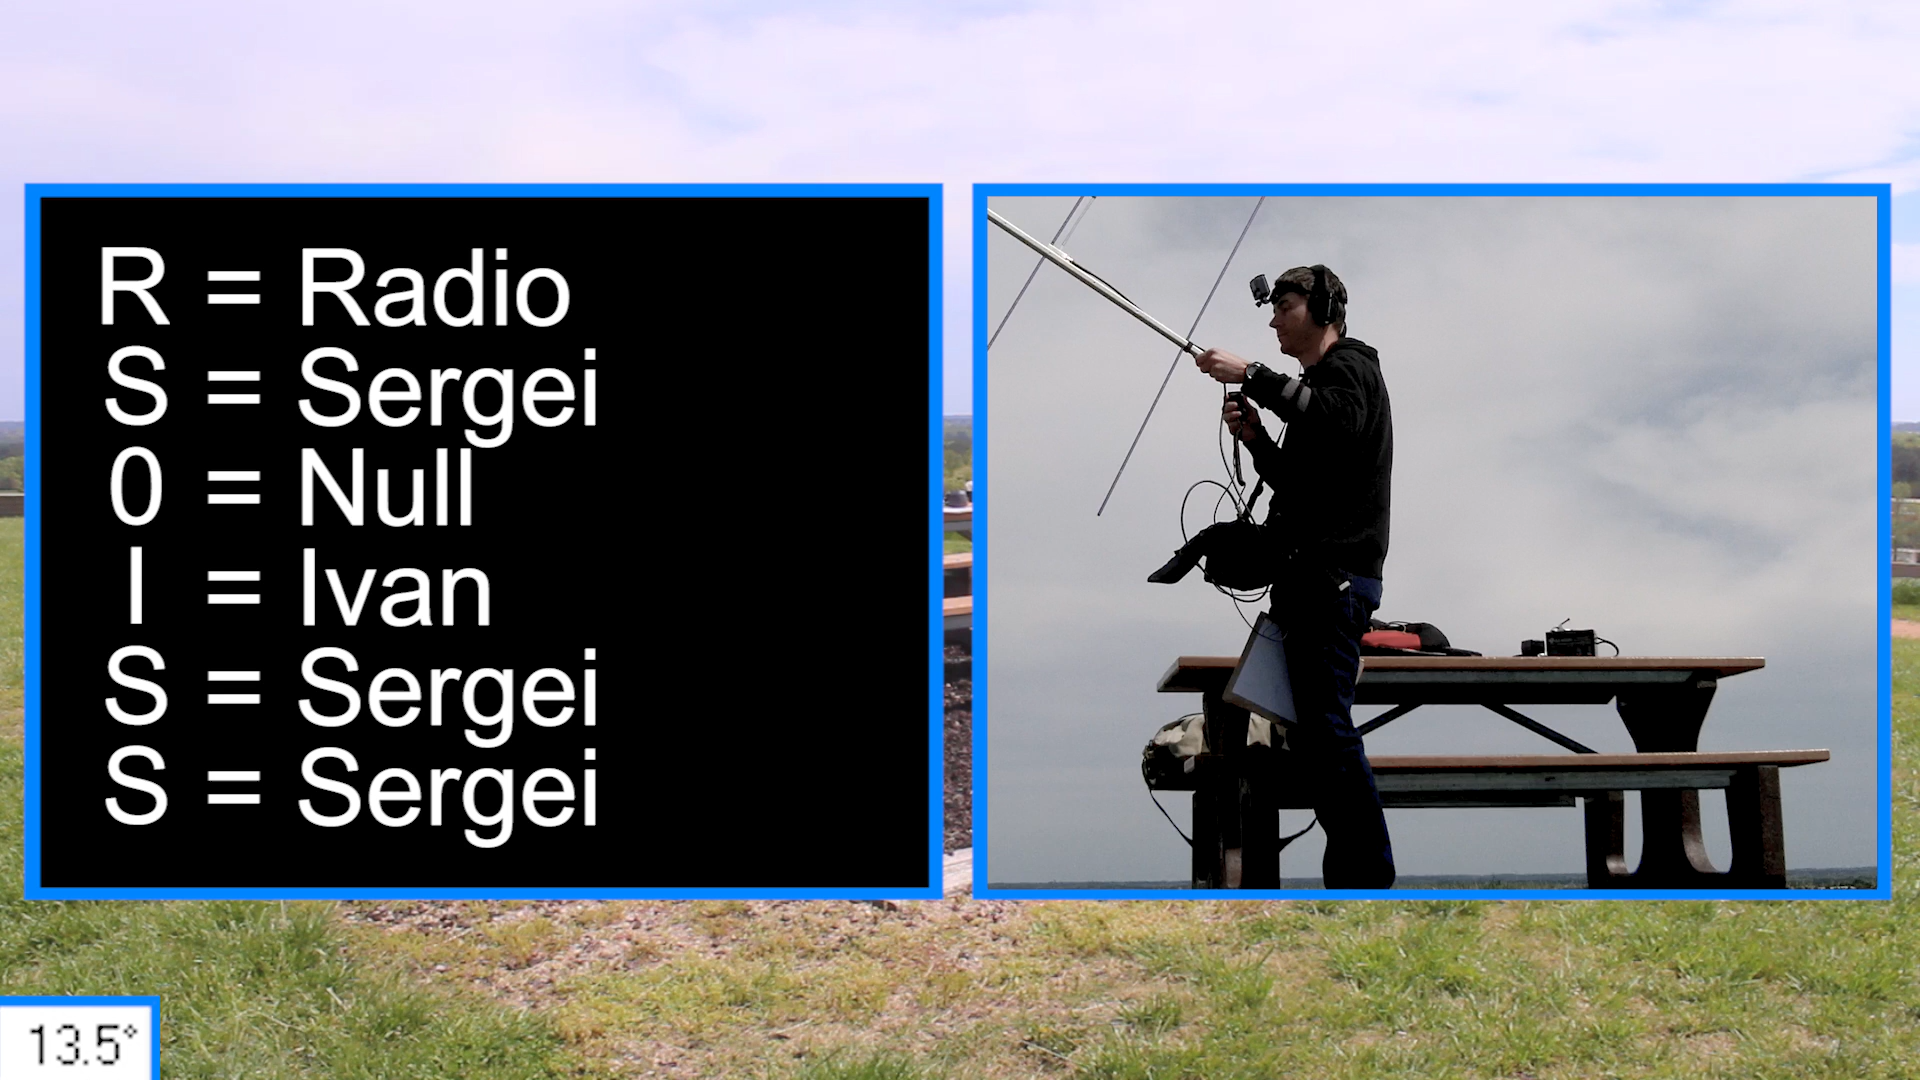 R = Radio
S = Sergei
0 = Null
I = Ivan
S = Sergei
S = Sergei
13.5°